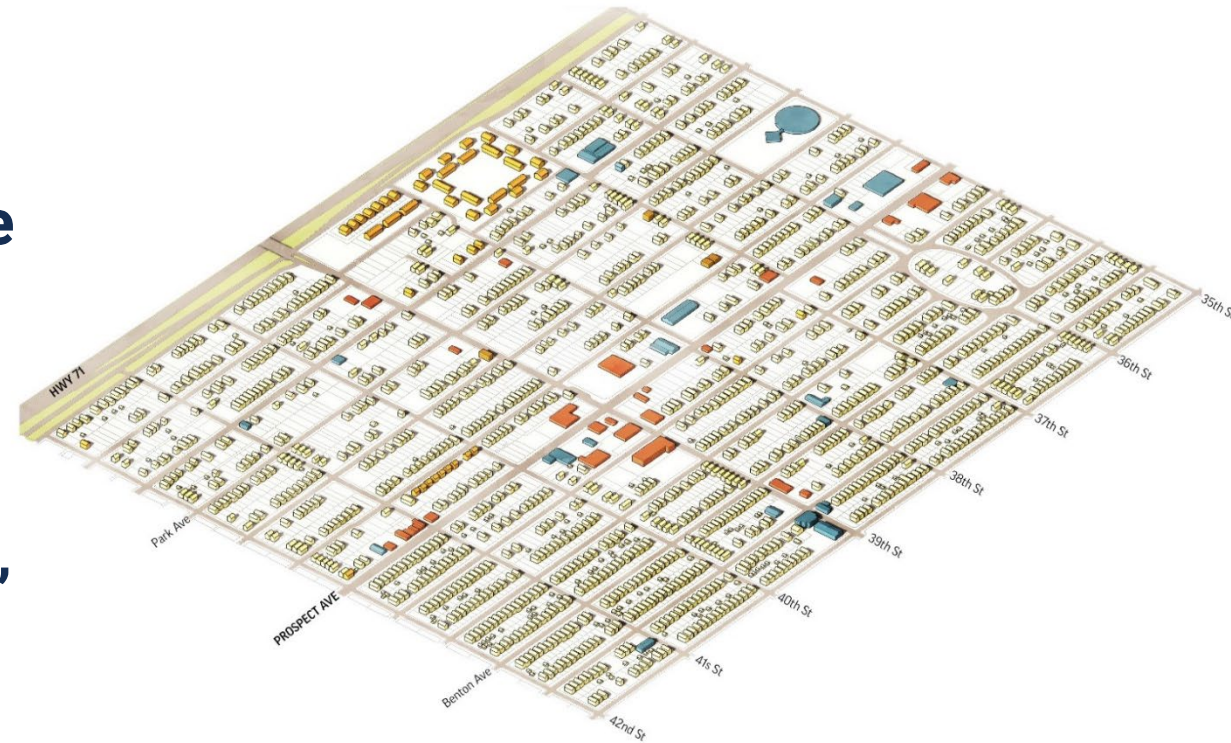 e
,
HWY 71
Park Ave
PROSPECT AVE
Benton Ave
35th St
36th St
37th St
38th St
39th St
40th St
41s St
42nd St